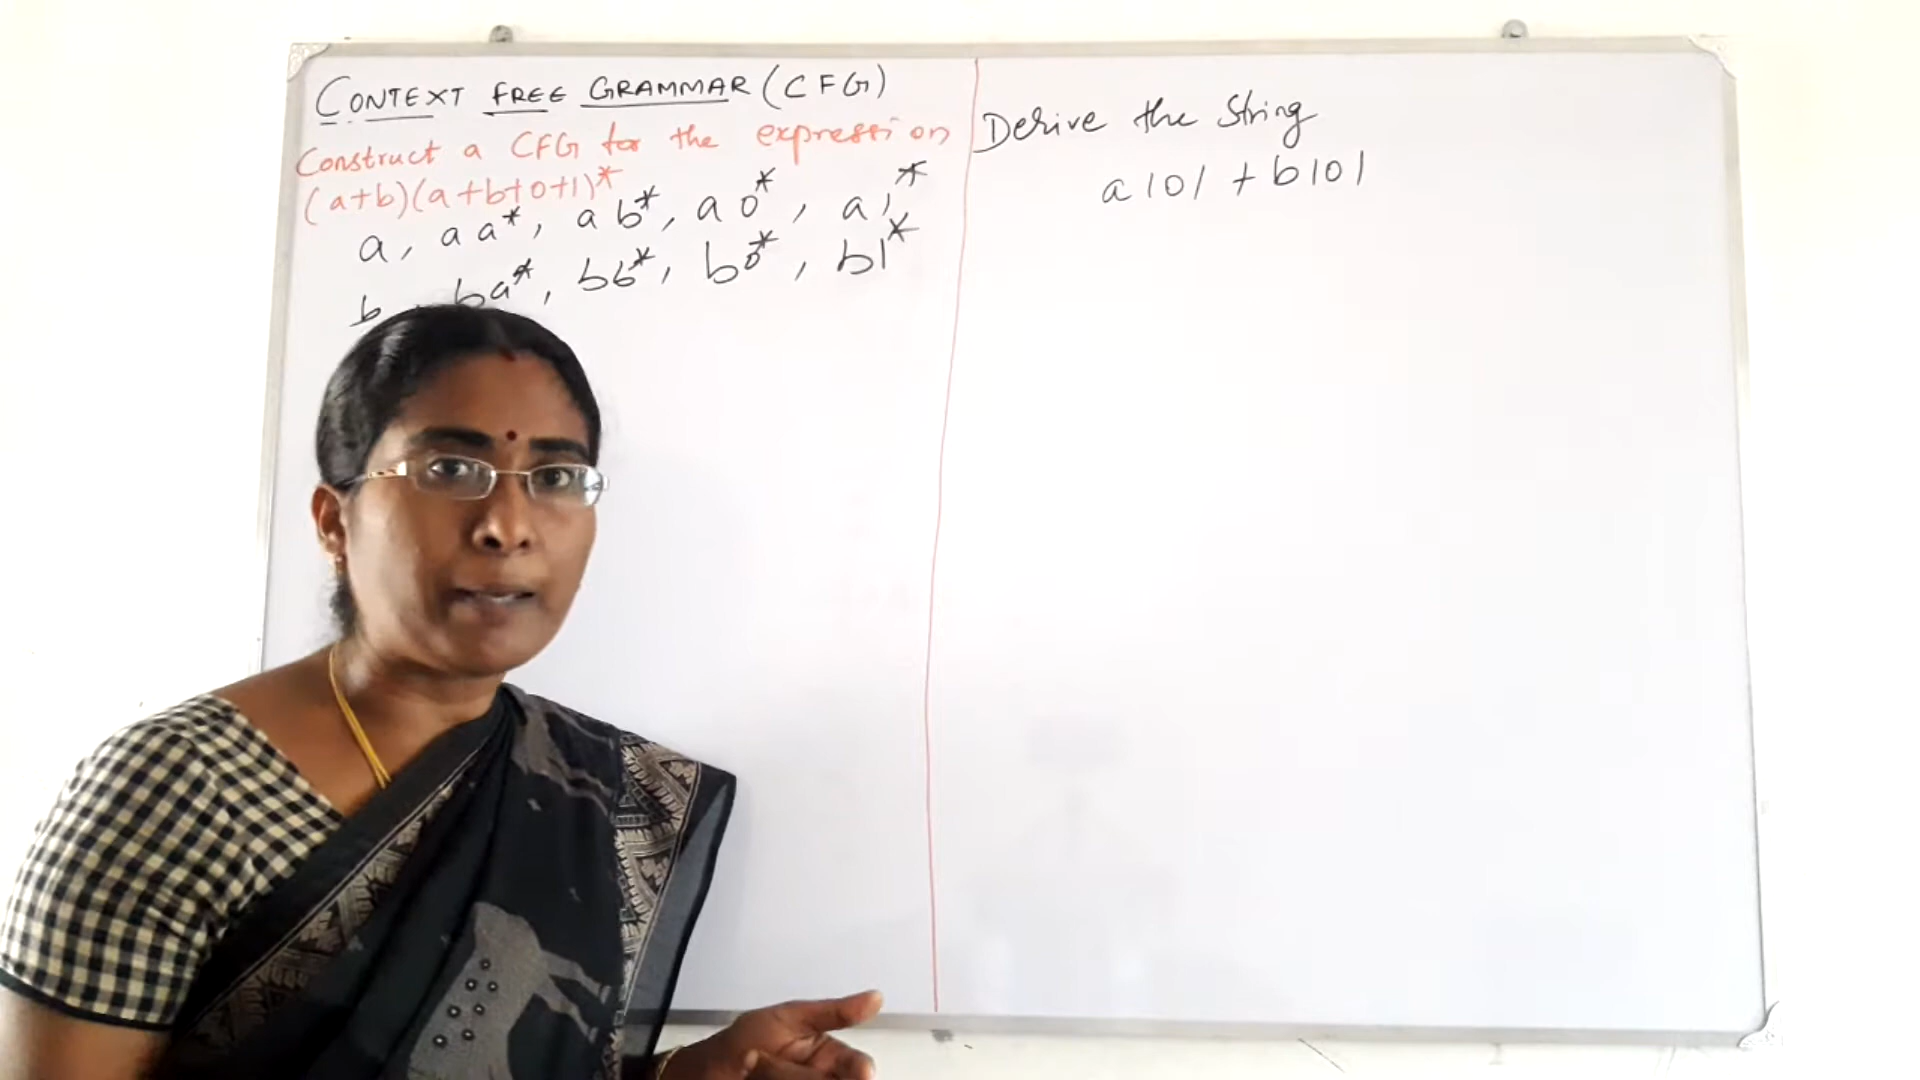 CONTEXT FREE GRAMMAR (CFG)
Construct a CFG for the expression
(a+b)(a+b+0+1)*
a, aa*, ab*, a0*, a1*
b, ba*, bb*, b0*, b1*
Derive the String
a101 + b101